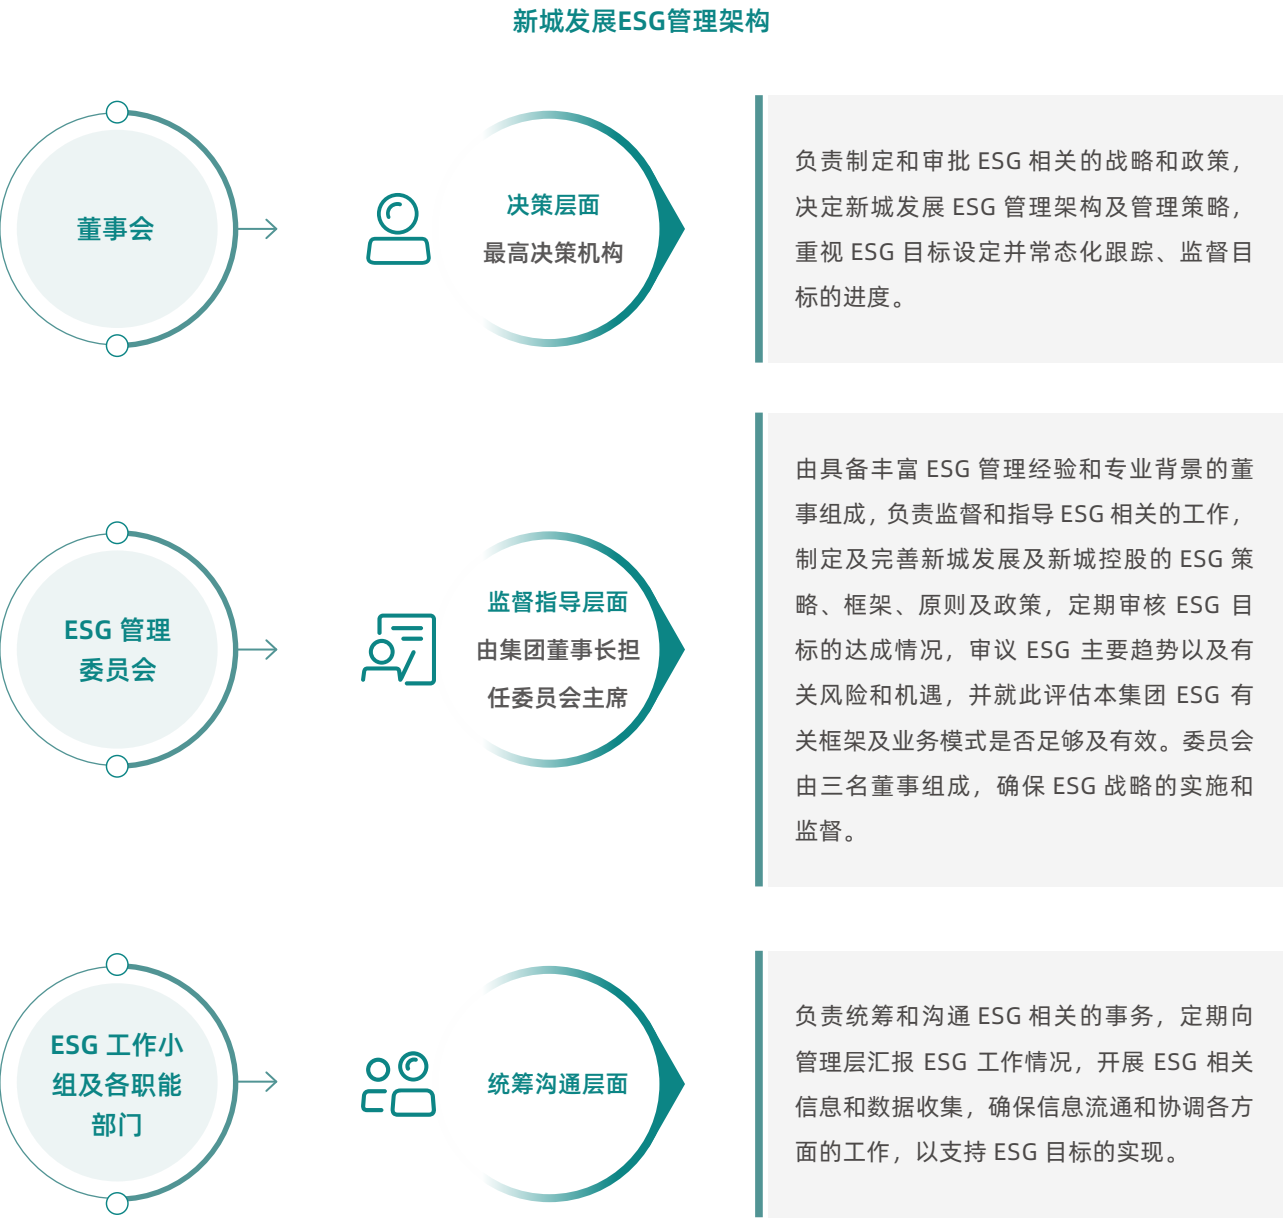 新城发展ESG管理架构
董事会
决策层面
最高决策机构
负责制定和审批 ESG 相关的战略和政策，
决定新城发展 ESG 管理架构及管理策略，
重视 ESG 目标设定并常态化跟踪、监督目
标的进度。
ESG 管理
委员会
监督指导层面
由集团董事长担
任委员会主席
由具备丰富 ESG 管理经验和专业背景的董
事组成，负责监督和指导 ESG 相关的工作，
制定及完善新城发展及新城控股的 ESG 策
略、框架、原则及政策，定期审核 ESG 目
标的达成情况，审议 ESG 主要趋势以及有
关风险和机遇，并就此评估本集团 ESG 有
关框架及业务模式是否足够及有效。委员会
由三名董事组成，确保 ESG 战略的实施和
监督。
ESG 工作小
组及各职能
部门
统筹沟通层面
负责统筹和沟通 ESG 相关的事务，定期向
管理层汇报 ESG 工作情况，开展 ESG 相关
信息和数据收集，确保信息流通和协调各方
面的工作，以支持 ESG 目标的实现。